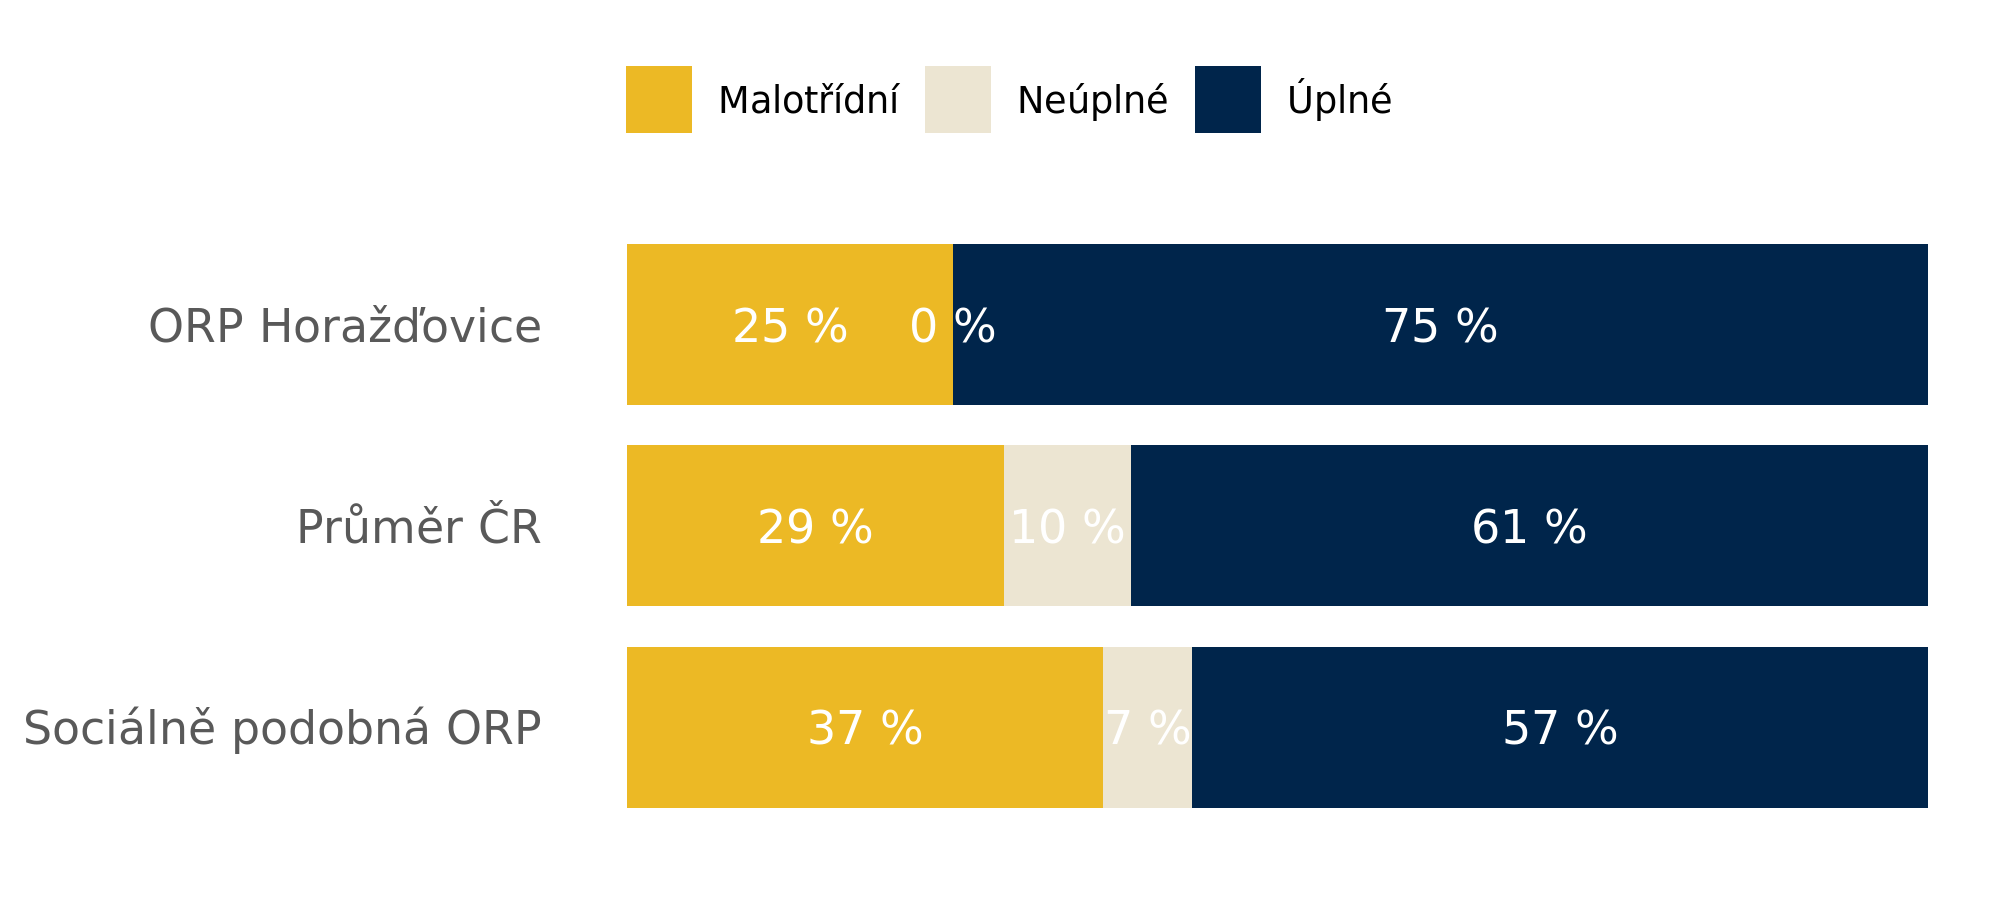 Malotřídní Neúplné Úplné
ORP Horažďovice 25 % 0 % 75 %
Průměr ČR 29 % 10 % 61 %
Sociálně podobná ORP 37 % 7 % 57 %